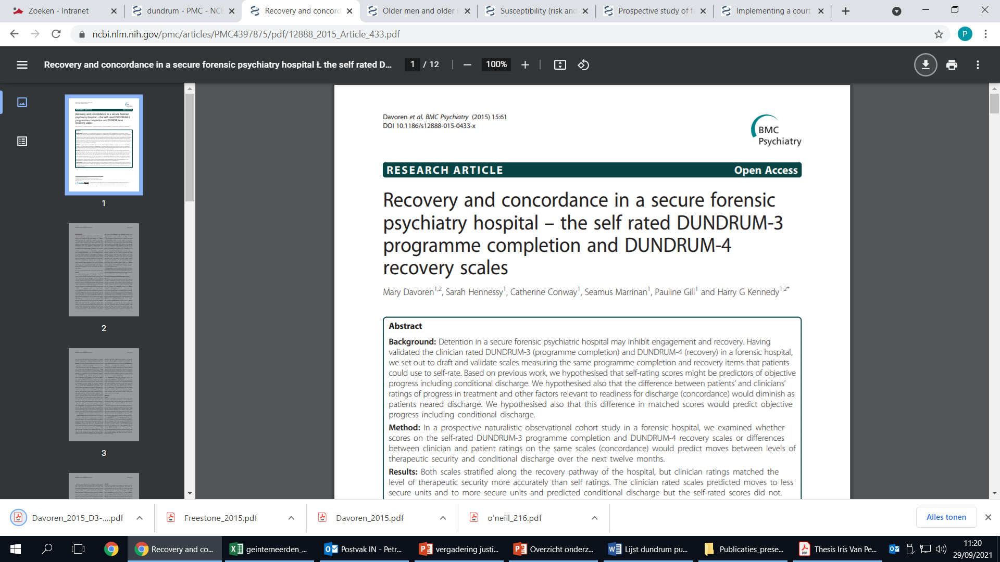 Zoeken - Intranet
dundrum - PMC - NCB
Recovery and concord
Older men and older
Susceptibility (risk and
Prospective study of fa
Implementing a court
ncbi.nlm.nih.gov/pmc/articles/PMC4397875/pdf/12888_2015_Article_433.pdf
P
Recovery and concordance in a secure forensic psychiatry hospital Ł the self rated D...
1 / 12
100%
1
2
3
Davoren et al. BMC Psychiatry (2015) 15:61
DOI 10.1186/s12888-015-0433-x
BMC
Psychiatry
RESEARCH ARTICLE
Open Access
Recovery and concordance in a secure forensic
psychiatry hospital – the self rated DUNDRUM-3
programme completion and DUNDRUM-4
recovery scales
Mary Davoren1,2, Sarah Hennessy1, Catherine Conway1, Seamus Marrinan1, Pauline Gill1 and Harry G Kennedy1,2*
Abstract
Background: Detention in a secure forensic psychiatric hospital may inhibit engagement and recovery. Having
validated the clinician rated DUNDRUM-3 (programme completion) and DUNDRUM-4 (recovery) in a forensic hospital,
we set out to draft and validate scales measuring the same programme completion and recovery items that patients
could use to self-rate. Based on previous work, we hypothesised that self-rating scores might be predictors of objective
progress including conditional discharge. We hypothesised also that the difference between patients' and clinicians'
ratings of progress in treatment and other factors relevant to readiness for discharge (concordance) would diminish as
patients neared discharge. We hypothesised also that this difference in matched scores would predict objective
progress including conditional discharge.
Method: In a prospective naturalistic observational cohort study in a forensic hospital, we examined whether
scores on the self-rated DUNDRUM-3 programme completion and DUNDRUM-4 recovery scales or differences
between clinician and patient ratings on the same scales (concordance) would predict moves between levels of
therapeutic security and conditional discharge over the next twelve months.
Results: Both scales stratified along the recovery pathway of the hospital, but clinician ratings matched the
level of therapeutic security more accurately than self ratings. The clinician rated scales predicted moves to less
secure units and to more secure units and predicted conditional discharge but the self-rated scores did not.
Davoren_2015_D3-....pdf
Freestone_2015.pdf
Davoren_2015.pdf
o'neill_216.pdf
Alles tonen
Recovery and co...
geinterneerden_...
Postvak IN - Petr...
vergadering justi...
Overzicht onderz...
Lijst dundrum pu...
Publicaties_prese...
Thesis Iris Van Pe...
11:20
29/09/2021